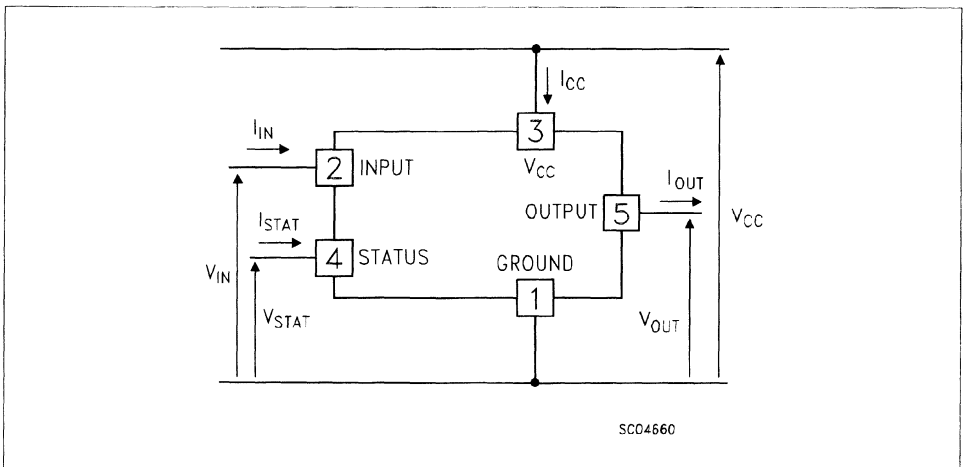 I_CC
3
V_CC
I_IN
2 INPUT
I_STAT
4 STATUS
OUTPUT 5
I_OUT
V_CC
GROUND
1
V_IN
V_STAT
V_OUT
SC04660